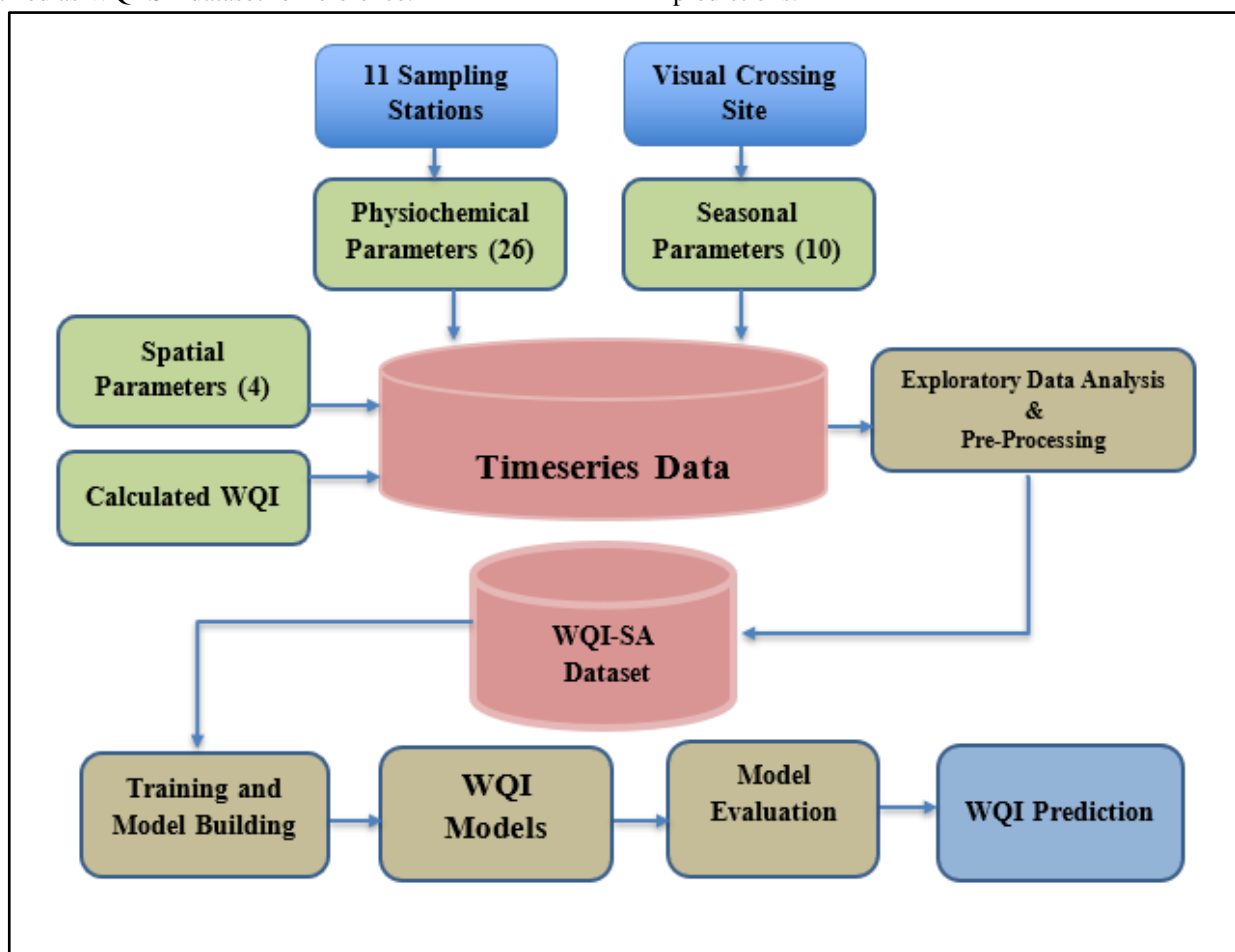 11 Sampling
Stations
Visual Crossing
Site
Physiochemical
Parameters (26)
Seasonal
Parameters (10)
Spatial
Parameters (4)
Calculated WQI
Timeseries Data
Exploratory Data Analysis
&
Pre-Processing
WQI-SA
Dataset
Training and
Model Building
WQI
Models
Model
Evaluation
WQI Prediction